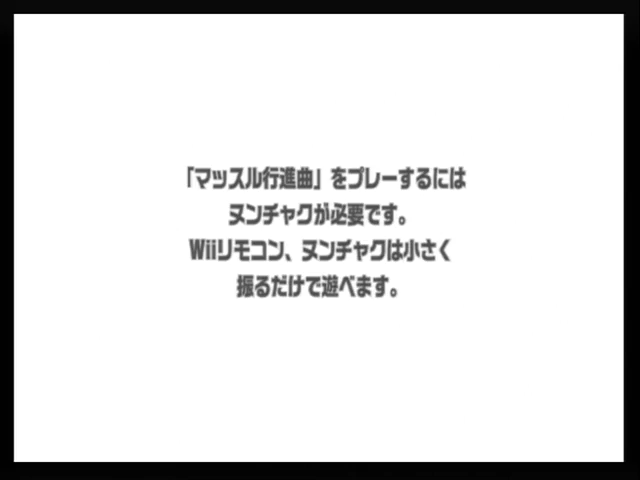 「マッスル行進曲」をプレーするには
ヌンチャクが必要です。
Wiiリモコン、ヌンチャクは小さく
振るだけで遊べます。